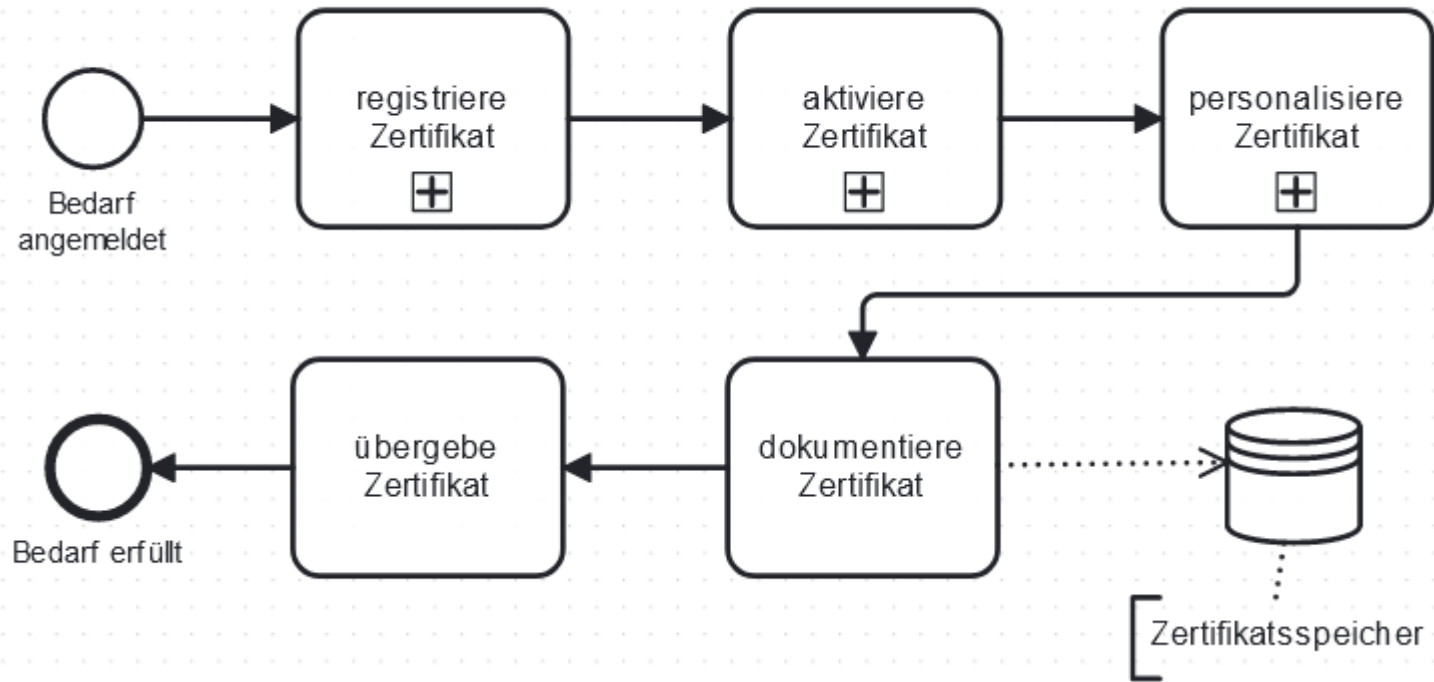 Bedarf
angemeldet
registriere
Zertifikat
aktiviere
Zertifikat
personalisiere
Zertifikat
dokumentiere
Zertifikat
übergebe
Zertifikat
Bedarf erfüllt
Zertifikatsspeicher